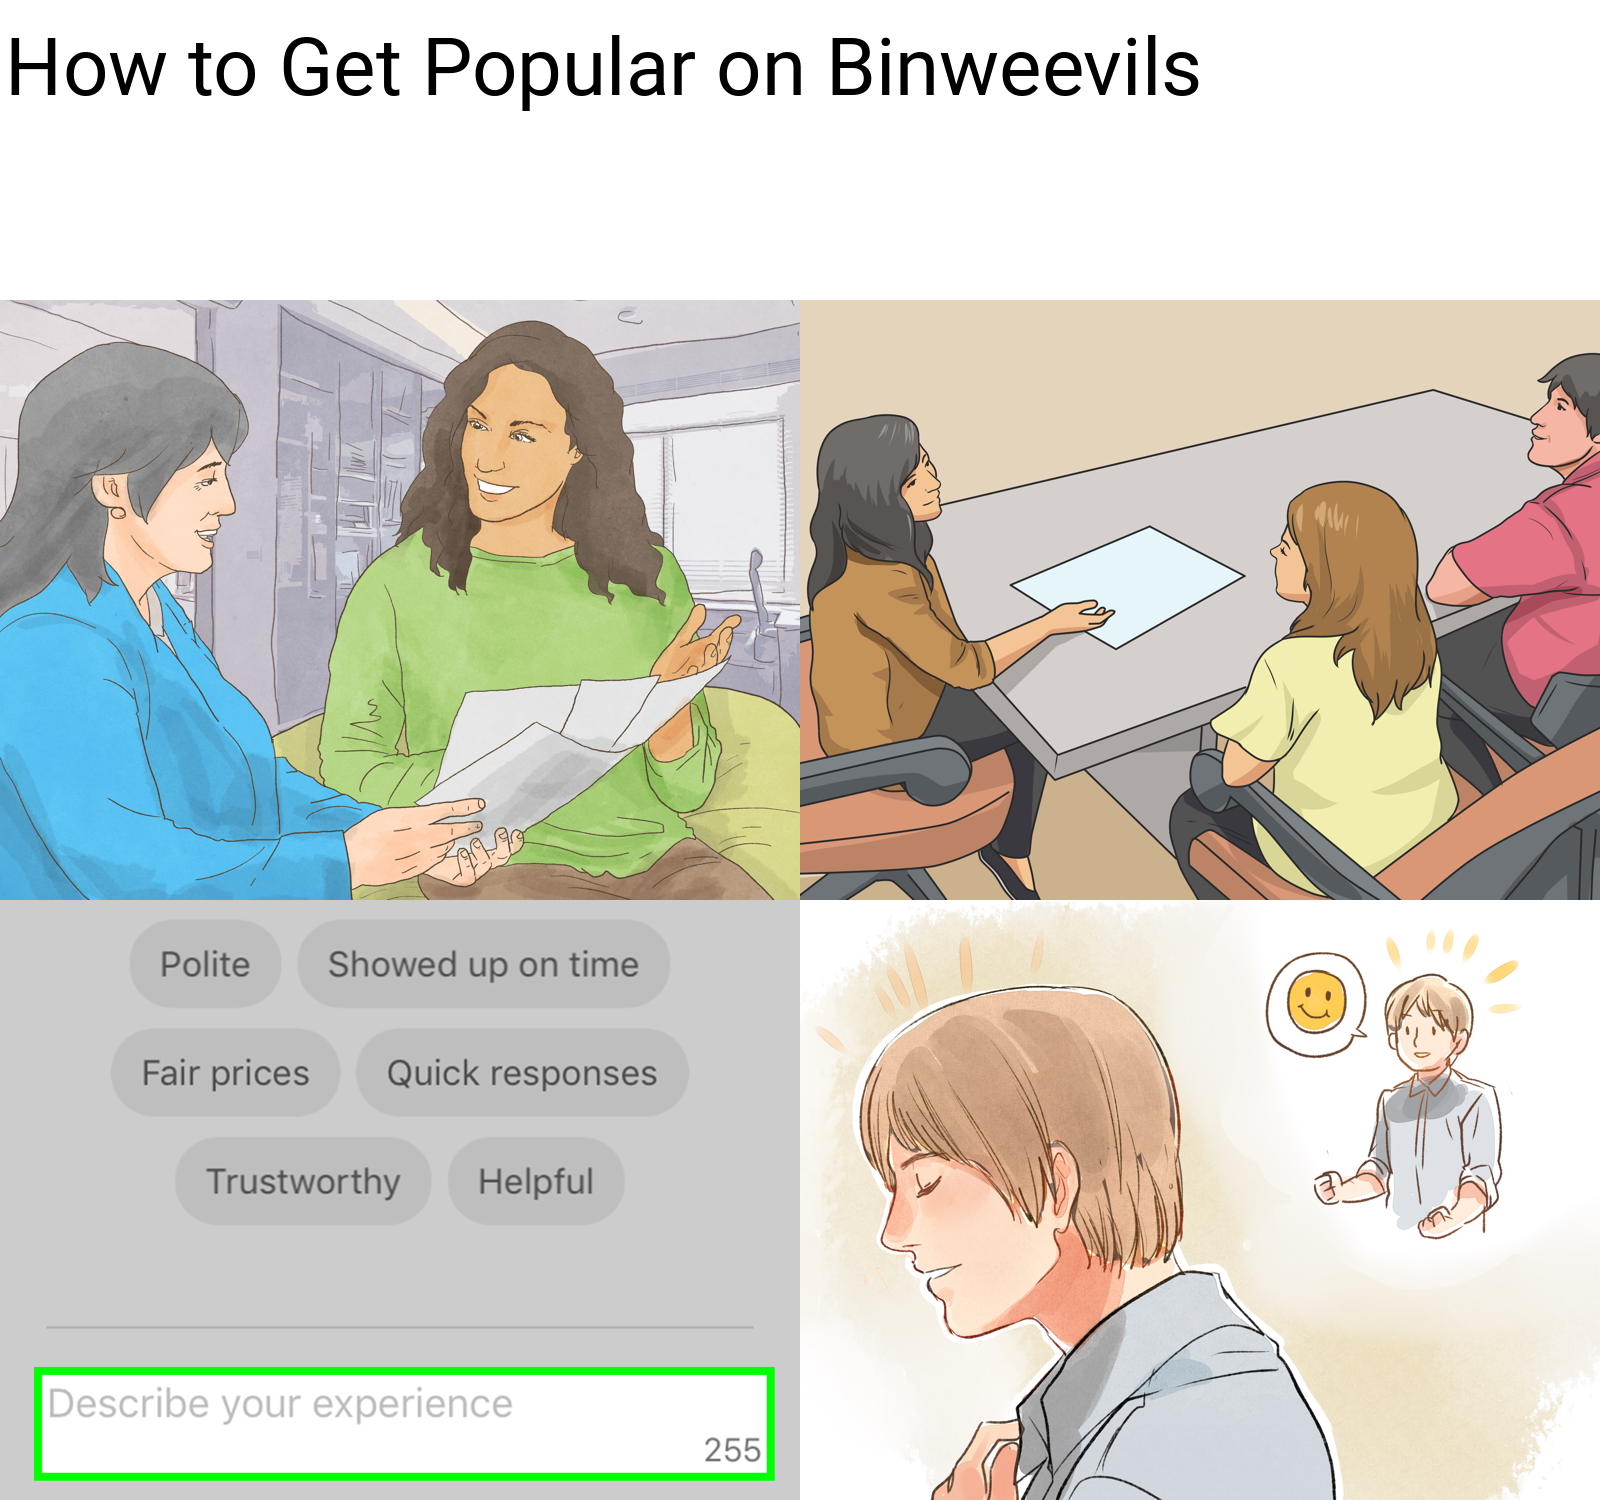 How to Get Popular on Binweevils
Polite
Showed up on time
Fair prices
Quick responses
Trustworthy
Helpful
Describe your experience
255